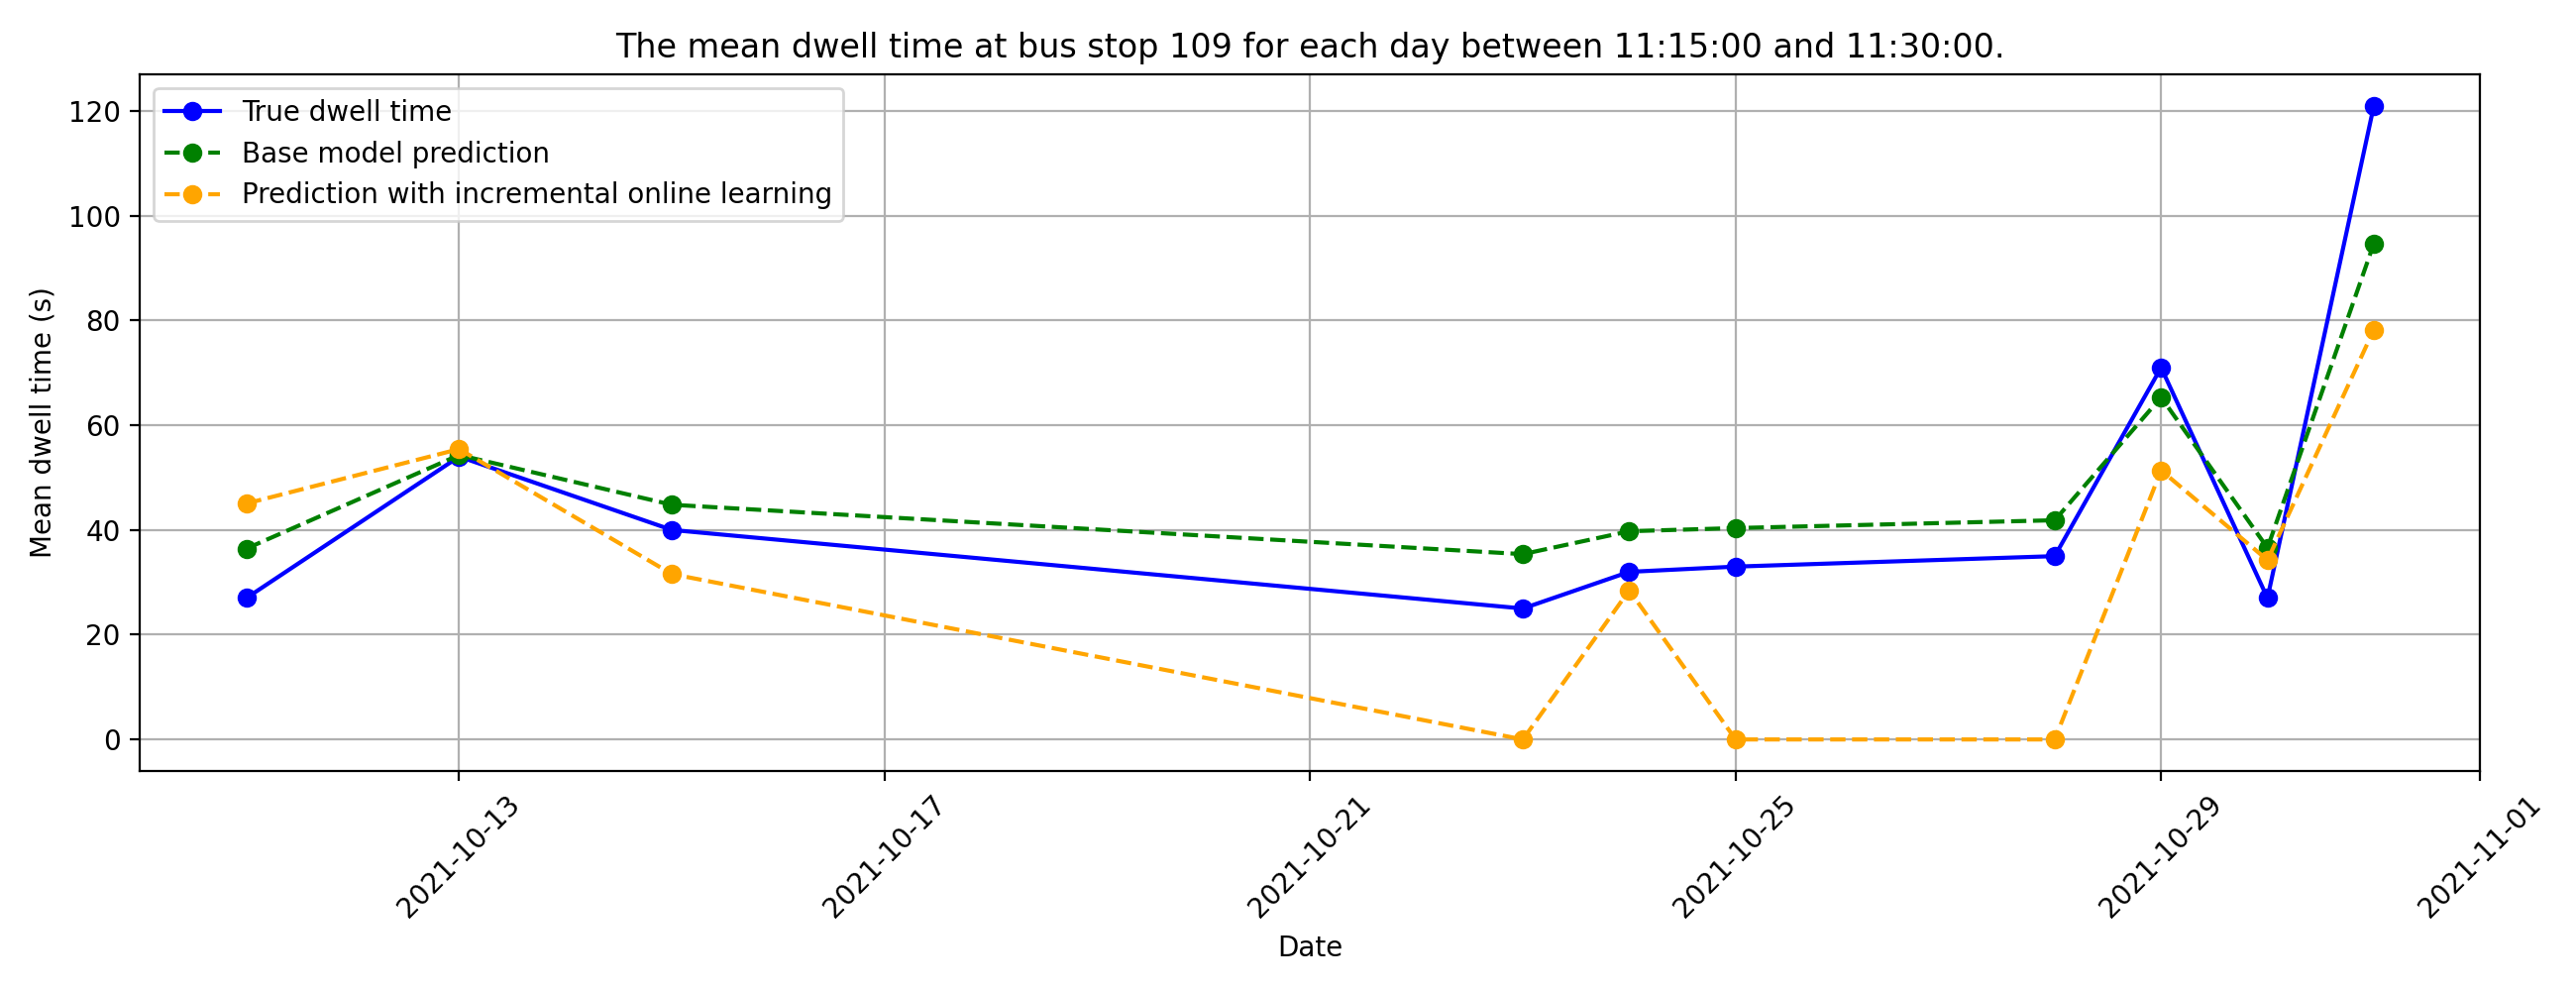 The mean dwell time at bus stop 109 for each day between 11:15:00 and 11:30:00.
True dwell time
Base model prediction
Prediction with incremental online learning
Mean dwell time (s)
120
100
80
60
40
20
0
2021-10-13
2021-10-17
2021-10-21
2021-10-25
2021-10-29
2021-11-01
Date